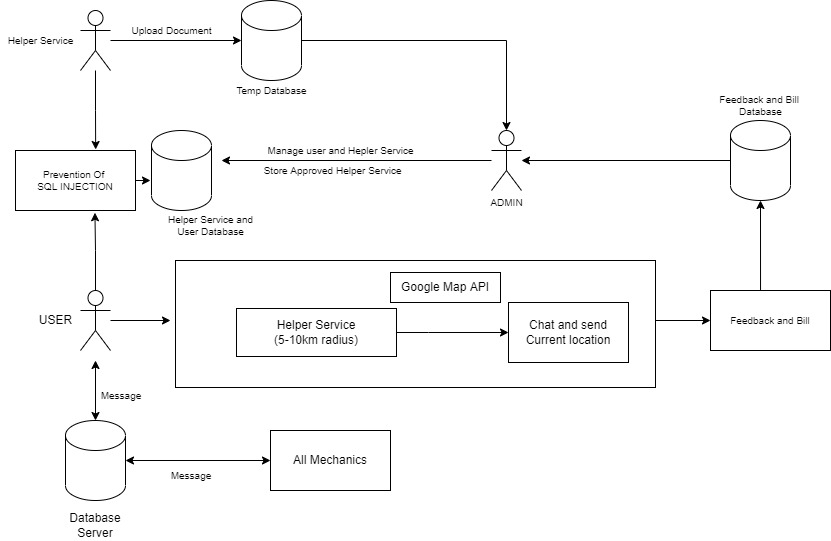 Helper Service
Upload Document
Temp Database
Feedback and Bill
Database
Prevention Of
SQL INJECTION
Manage user and Hepler Service
Store Approved Helper Service
ADMIN
Helper Service and
User Database
Google Map API
USER
Helper Service
(5-10km radius)
Chat and send
Current location
Feedback and Bill
Message
All Mechanics
Message
Database
Server